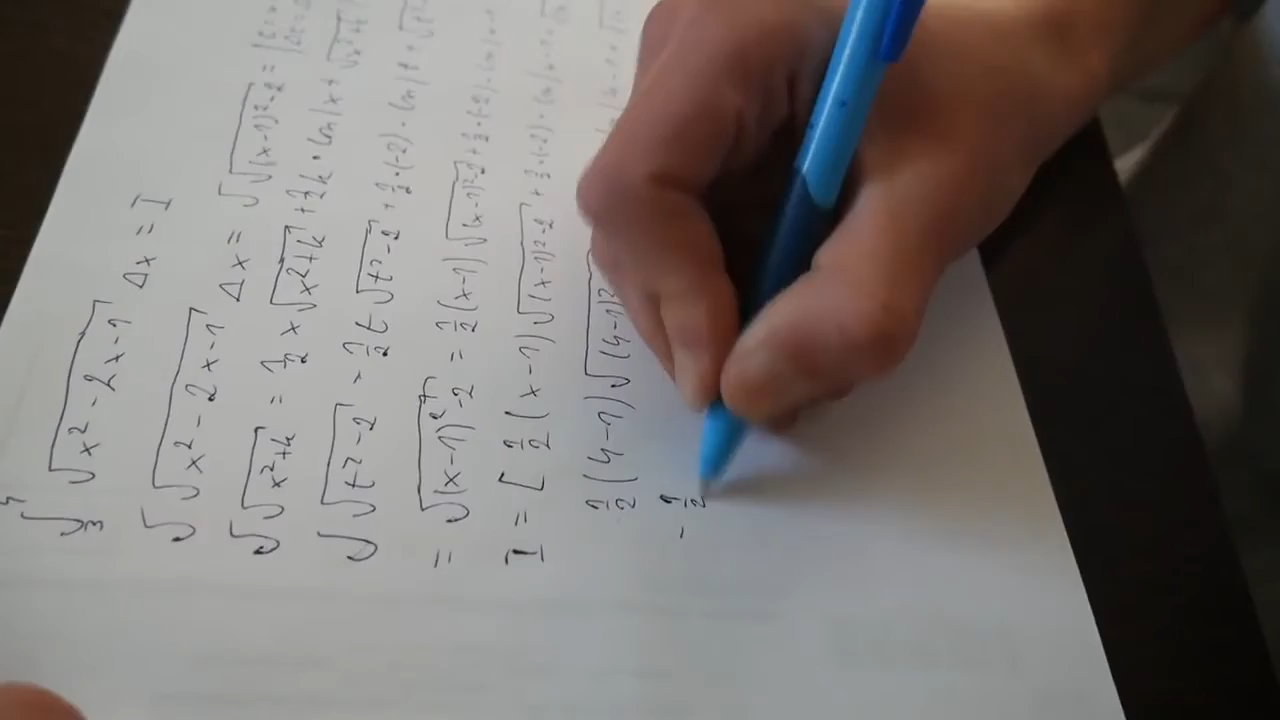 ∫₃⁴ √(x² - 2x - 1) Δx = I
∫ √(x² - 2x - 1) Δx = ∫ √((x-1)² - 2) =
∫ √(x² + k) = 1/2 x √(x² + k) + 1/2 k · ln | x +
∫ √(t² - 2) = 1/2 t √(t² - 2) + 1/2 · (-2) · ln | t + √
= √((x-1)² - 2) = 1/2 (x-1) √((x-1)² - 2) + 1/2 · (-2) · ln |
I = [ 1/2 (x-1) √((x-1)² - 2) + 1/2 · (-2) · ln |
1/2 (4-1) √((4-1)²
- 1/2